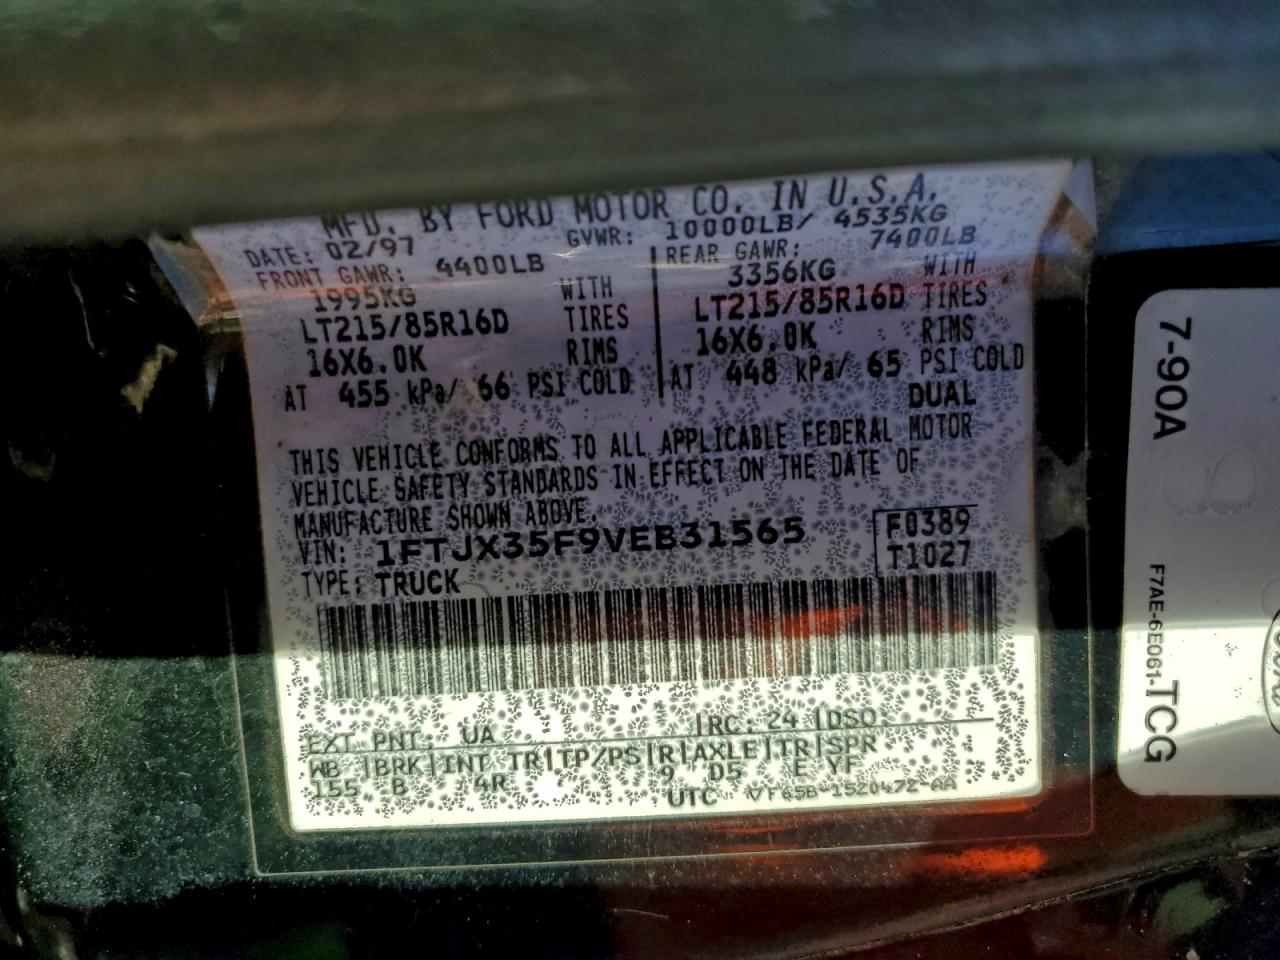 MFD. BY FORD MOTOR CO. IN U.S.A.
DATE: 02/97 GVWR: 10000LB/ 4535KG
FRONT GAWR: 4400LB
1995KG WITH
LT215/85R16D TIRES
16X6.0K RIMS
AT 455 kPa/ 66 PSI COLD
REAR GAWR: 7400LB
3356KG WITH
LT215/85R16D TIRES
16X6.0K RIMS
AT 448 kPa/ 65 PSI COLD
DUAL
THIS VEHICLE CONFORMS TO ALL APPLICABLE FEDERAL MOTOR
VEHICLE SAFETY STANDARDS IN EFFECT ON THE DATE OF
MANUFACTURE SHOWN ABOVE.
VIN: 1FTJX35F9VEB31565
TYPE: TRUCK
F0389
T1027
EXT PNT: UA RC: 24 DSO:
WB BRK INT TR TP/PS R AXLE TR SPR
155 B 4R 9 D5 E YF
UTC VF65B-1520472-AA
7-90A
F7AE-6E061-TCG